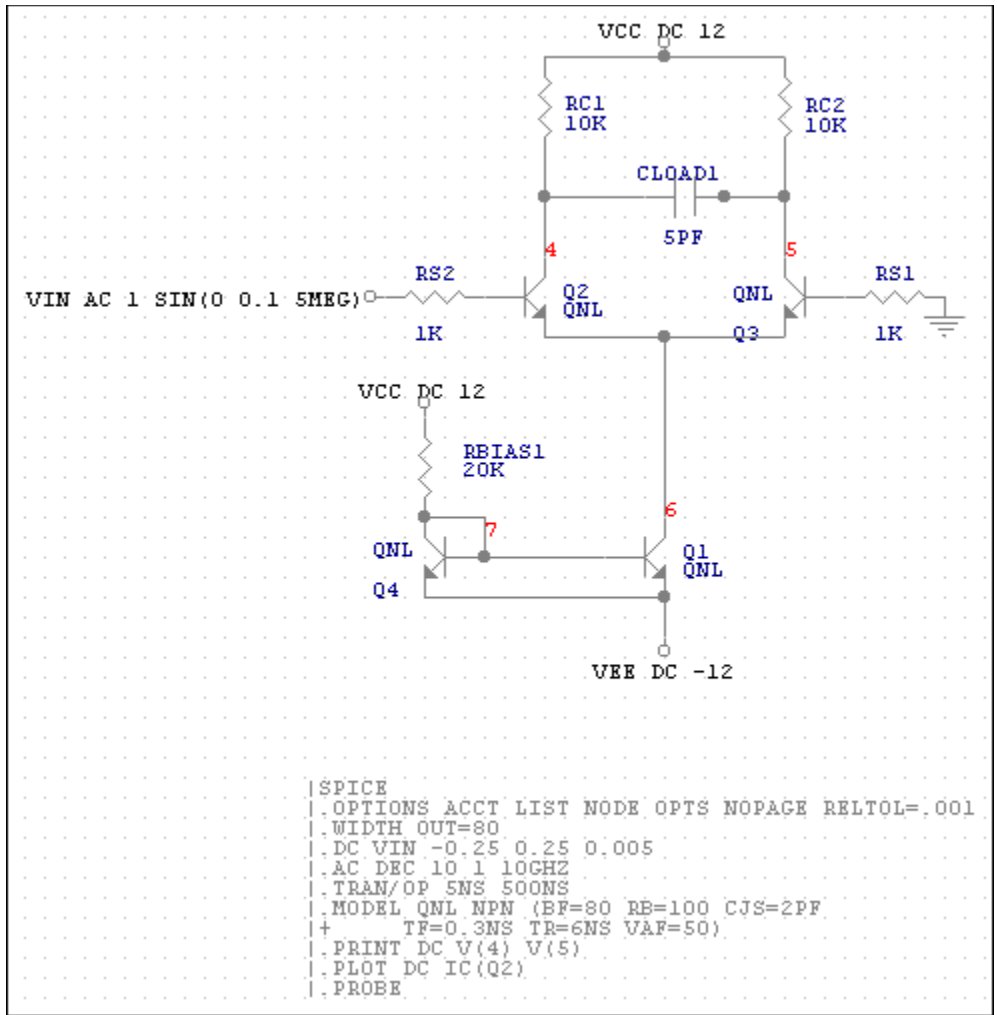 VCC DC 12
RC1
10K
RC2
10K
CLOAD1
5PF
4
5
RS2
RS1
VIN AC 1 SIN(0 0.1 5MEG)
Q2
QNL
QNL
1K
Q3
1K
VCC DC 12
RBIAS1
20K
6
7
QNL
Q1
QNL
Q4
VEE DC -12
|SPICE
|.OPTIONS ACCT LIST NODE OPTS NOPAGE RELTOL=.001
|.WIDTH OUT=80
|.DC VIN -0.25 0.25 0.005
|.AC DEC 10 1 10GHZ
|.TRAN/OP 5NS 500NS
|.MODEL QNL NPN (BF=80 RB=100 CJS=2PF
|+ TF=0.3NS TR=6NS VAF=50)
|.PRINT DC V(4) V(5)
|.PLOT DC IC(Q2)
|.PROBE